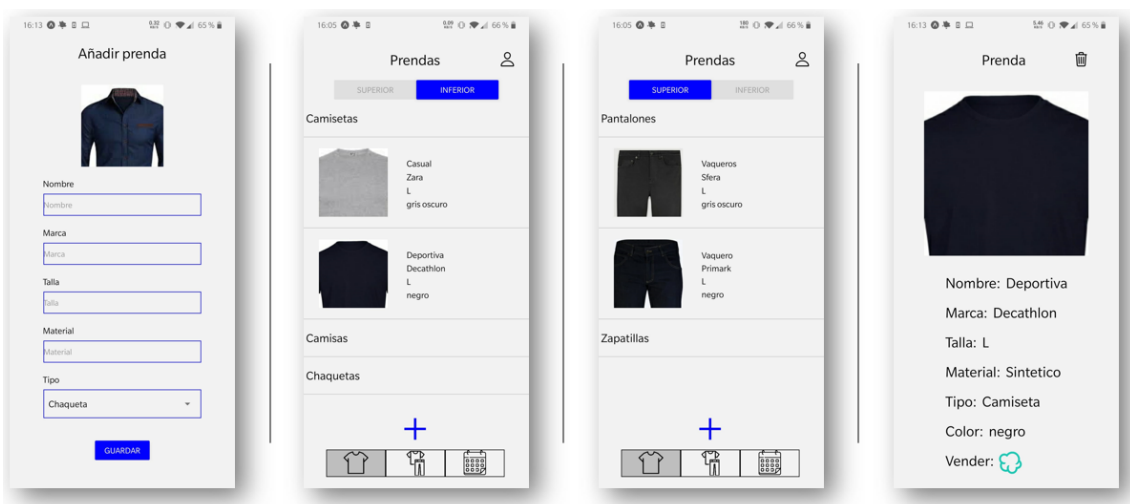 16:13
65 %
Añadir prenda
Nombre
Nombre
Marca
Marca
Talla
Talla
Material
Material
Tipo
Chaqueta
GUARDAR
16:05
66 %
Prendas
SUPERIOR
INFERIOR
Camisetas
Casual
Zara
L
gris oscuro
Deportiva
Decathlon
L
negro
Camisas
Chaquetas
16:05
66 %
Prendas
SUPERIOR
INFERIOR
Pantalones
Vaqueros
Sfera
L
gris oscuro
Vaquero
Primark
L
negro
Zapatillas
16:13
65 %
Prenda
Nombre: Deportiva
Marca: Decathlon
Talla: L
Material: Sintetico
Tipo: Camiseta
Color: negro
Vender: